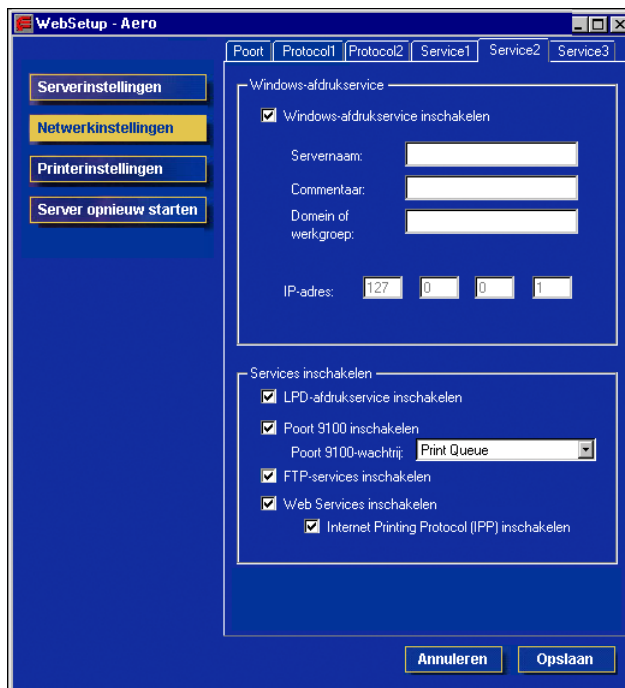 WebSetup - Aero
Poort Protocol1 Protocol2 Service1 Service2 Service3
Serverinstellingen
Netwerkinstellingen
Printerinstellingen
Server opnieuw starten
Windows-afdrukservice
Windows-afdrukservice inschakelen
Servernaam:
Commentaar:
Domein of
werkgroep:
IP-adres: 127 0 0 1
Services inschakelen
LPD-afdrukservice inschakelen
Poort 9100 inschakelen
Poort 9100-wachtrij: Print Queue
FTP-services inschakelen
Web Services inschakelen
Internet Printing Protocol (IPP) inschakelen
Annuleren Opslaan